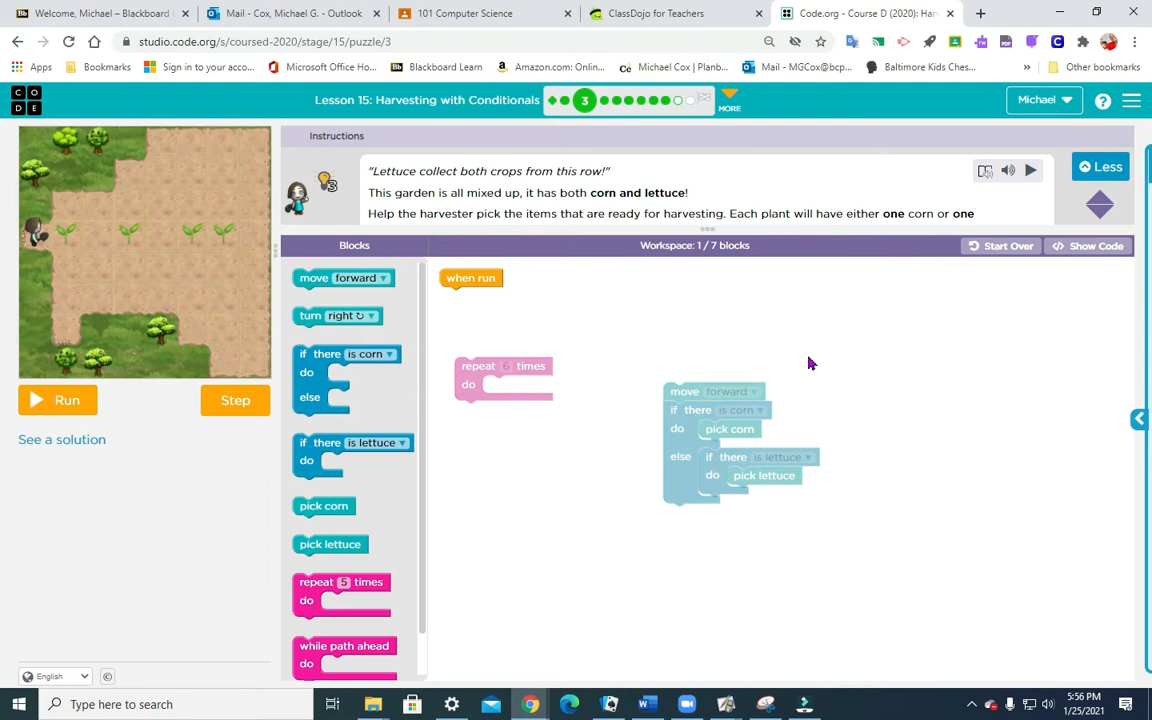 Welcome, Michael – Blackboard
Mail - Cox, Michael G. - Outlook
101 Computer Science
ClassDojo for Teachers
Code.org - Course D (2020): Har
studio.code.org/s/coursed-2020/stage/15/puzzle/3
Apps
Bookmarks
Sign in to your acco...
Microsoft Office Ho...
Bb
Blackboard Learn
Amazon.com: Onlin...
Cc
Michael Cox | Planb...
Mail - MGCox@bcp...
Baltimore Kids Ches...
»
Other bookmarks
C O
D E
Lesson 15: Harvesting with Conditionals
3
MORE
Michael
?
Instructions
3
"Lettuce collect both crops from this row!"
This garden is all mixed up, it has both corn and lettuce!
Help the harvester pick the items that are ready for harvesting. Each plant will have either one corn or one
Less
Blocks
Workspace: 1 / 7 blocks
Start Over
</> Show Code
move forward
turn right
if there is corn
do
else
if there is lettuce
do
pick corn
pick lettuce
repeat 5 times
do
while path ahead
do
when run
repeat 6 times
do
move forward
if there is corn
do pick corn
else if there is lettuce
do pick lettuce
Run
Step
See a solution
English
©
Type here to search
5:56 PM
1/25/2021